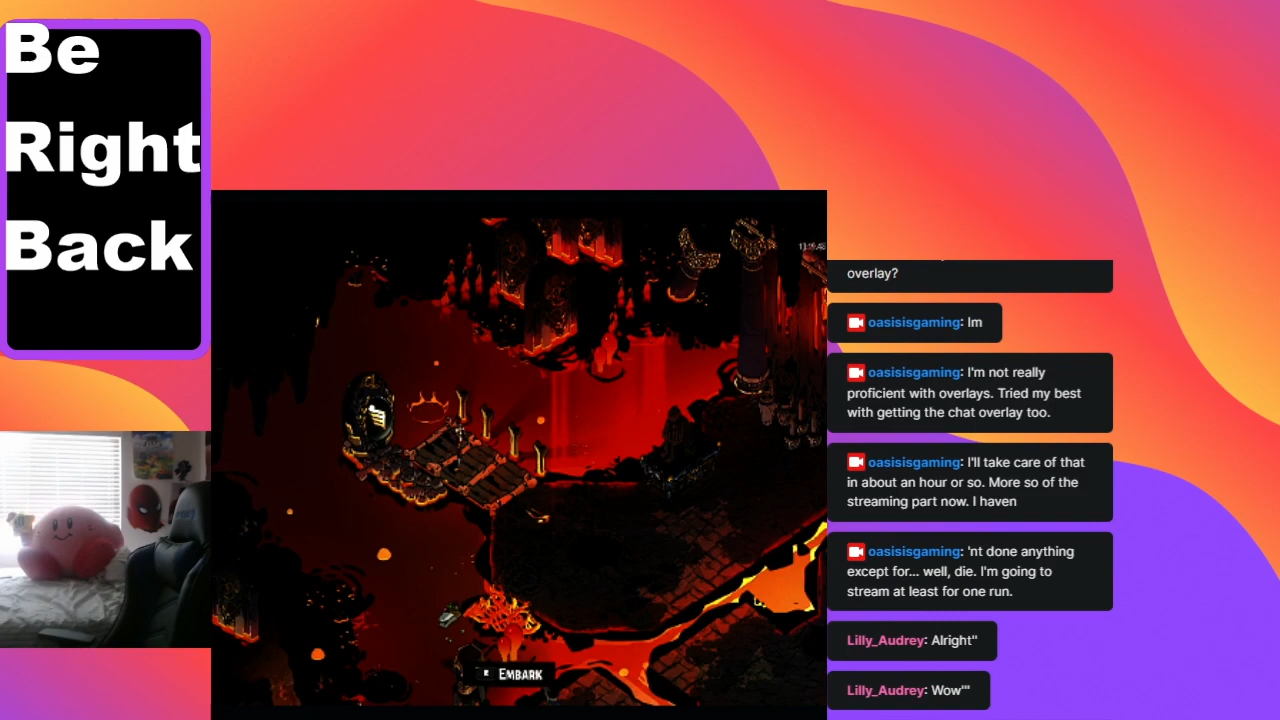 Be
Right
Back
overlay?
oasisisgaming: Im
oasisisgaming: I'm not really
proficient with overlays. Tried my best
with getting the chat overlay too.
oasisisgaming: I'll take care of that
in about an hour or so. More so of the
streaming part now. I haven
oasisisgaming: 'nt done anything
except for... well, die. I'm going to
stream at least for one run.
Lilly_Audrey: Alright"
Lilly_Audrey: Wow'"
E EMBARK